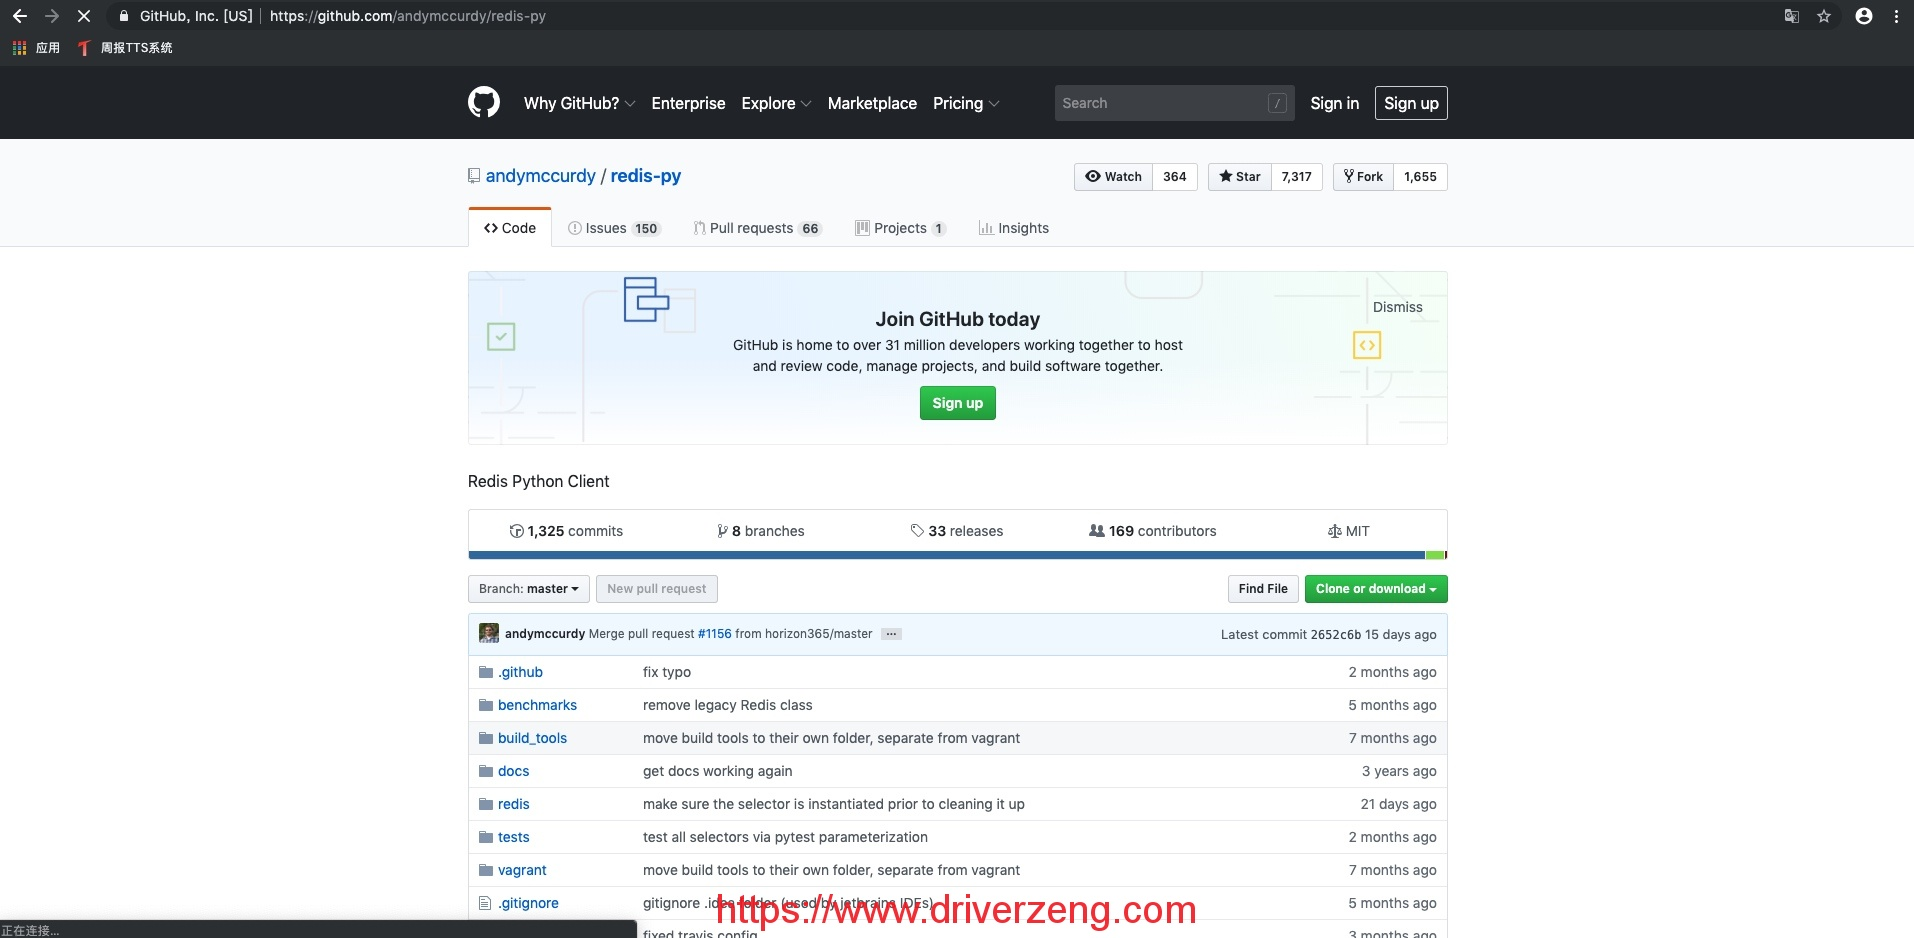 GitHub, Inc. [US] | https://github.com/andymccurdy/redis-py
应用 周报TTS系统
Why GitHub? Enterprise Explore Marketplace Pricing Search / Sign in Sign up
andymccurdy / redis-py Watch 364 Star 7,317 Fork 1,655
Code Issues 150 Pull requests 66 Projects 1 Insights
Dismiss
Join GitHub today
GitHub is home to over 31 million developers working together to host
and review code, manage projects, and build software together.
Sign up
Redis Python Client
1,325 commits 8 branches 33 releases 169 contributors MIT
Branch: master New pull request Find File Clone or download
andymccurdy Merge pull request #1156 from horizon365/master ... Latest commit 2652c6b 15 days ago
.github fix typo 2 months ago
benchmarks remove legacy Redis class 5 months ago
build_tools move build tools to their own folder, separate from vagrant 7 months ago
docs get docs working again 3 years ago
redis make sure the selector is instantiated prior to cleaning it up 21 days ago
tests test all selectors via pytest parameterization 2 months ago
vagrant move build tools to their own folder, separate from vagrant 7 months ago
.gitignore gitignore .idea folder (used by jetbrains IDEs) 5 months ago
https://www.driverzeng.com
正在连接... fixed travis config 3 months ago